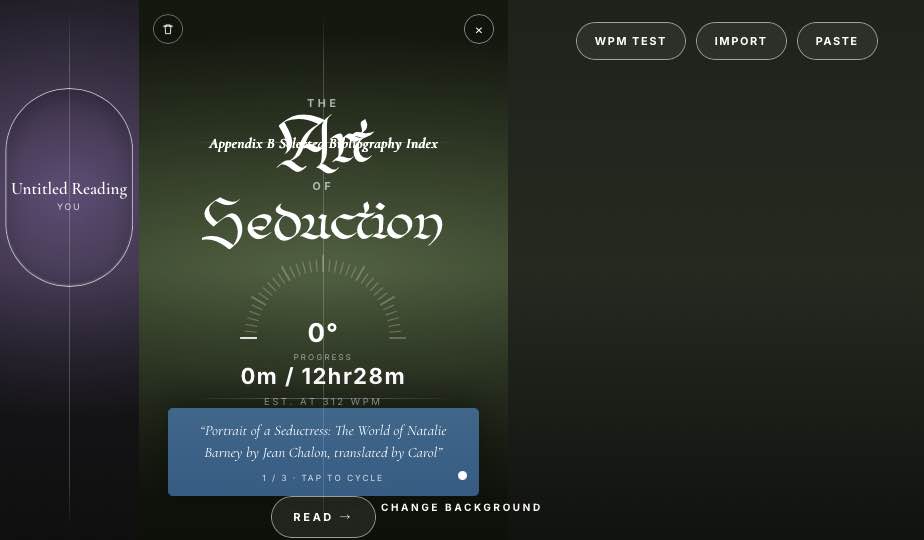 WPM TEST
IMPORT
PASTE
Untitled Reading
YOU
THE
Art
Appendix B Selected Bibliography Index
OF
Seduction
0°
PROGRESS
0m / 12hr28m
EST. AT 312 WPM
“Portrait of a Seductress: The World of Natalie
Barney by Jean Chalon, translated by Carol”
1 / 3 · TAP TO CYCLE
CHANGE BACKGROUND
READ →